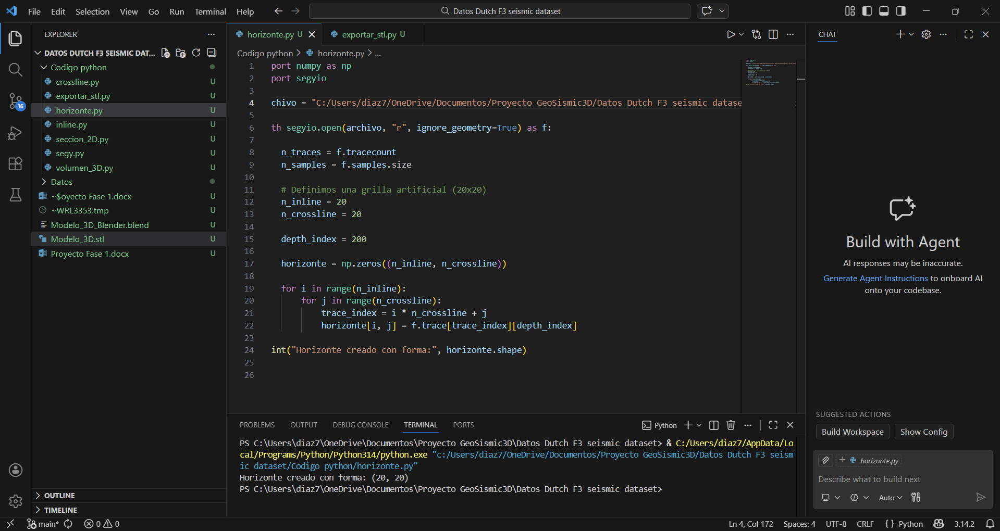 File Edit Selection View Go Run Terminal Help
Datos Dutch F3 seismic dataset
EXPLORER
DATOS DUTCH F3 SEISMIC DAT...
Codigo python
crossline.py U
exportar_stl.py U
horizonte.py U
inline.py U
seccion_2D.py U
segy.py U
volumen_3D.py U
Datos
~$oyecto Fase 1.docx U
~WRL3353.tmp U
Modelo_3D_Blender.blend U
Modelo_3D.stl U
Proyecto Fase 1.docx U
OUTLINE
TIMELINE
16
horizonte.py U
exportar_stl.py U
Codigo python > horizonte.py > ...
1 port numpy as np
2 port segyio
3
4 chivo = "C:/Users/diaz7/OneDrive/Documentos/Proyecto GeoSismic3D/Datos Dutch F3 seismic datase
5
6 th segyio.open(archivo, "r", ignore_geometry=True) as f:
7
8 n_traces = f.tracecount
9 n_samples = f.samples.size
10
11 # Definimos una grilla artificial (20x20)
12 n_inline = 20
13 n_crossline = 20
14
15 depth_index = 200
16
17 horizonte = np.zeros((n_inline, n_crossline))
18
19 for i in range(n_inline):
20 for j in range(n_crossline):
21 trace_index = i * n_crossline + j
22 horizonte[i, j] = f.trace[trace_index][depth_index]
23
24 int("Horizonte creado con forma:", horizonte.shape)
25
26
PROBLEMS OUTPUT DEBUG CONSOLE TERMINAL PORTS
Python
PS C:\Users\diaz7\OneDrive\Documentos\Proyecto GeoSismic3D\Datos Dutch F3 seismic dataset> & C:/Users/diaz7/AppData/Lo
cal/Programs/Python/Python314/python.exe "c:/Users/diaz7/OneDrive/Documentos/Proyecto GeoSismic3D/Datos Dutch F3 seism
ic dataset/Codigo python/horizonte.py"
Horizonte creado con forma: (20, 20)
PS C:\Users\diaz7\OneDrive\Documentos\Proyecto GeoSismic3D\Datos Dutch F3 seismic dataset>
CHAT
Build with Agent
AI responses may be inaccurate.
Generate Agent Instructions to onboard AI
onto your codebase.
SUGGESTED ACTIONS
Build Workspace Show Config
horizonte.py
Describe what to build next
Auto
main* 0 0
Ln 4, Col 172 Spaces: 4 UTF-8 CRLF {} Python 3.14.2